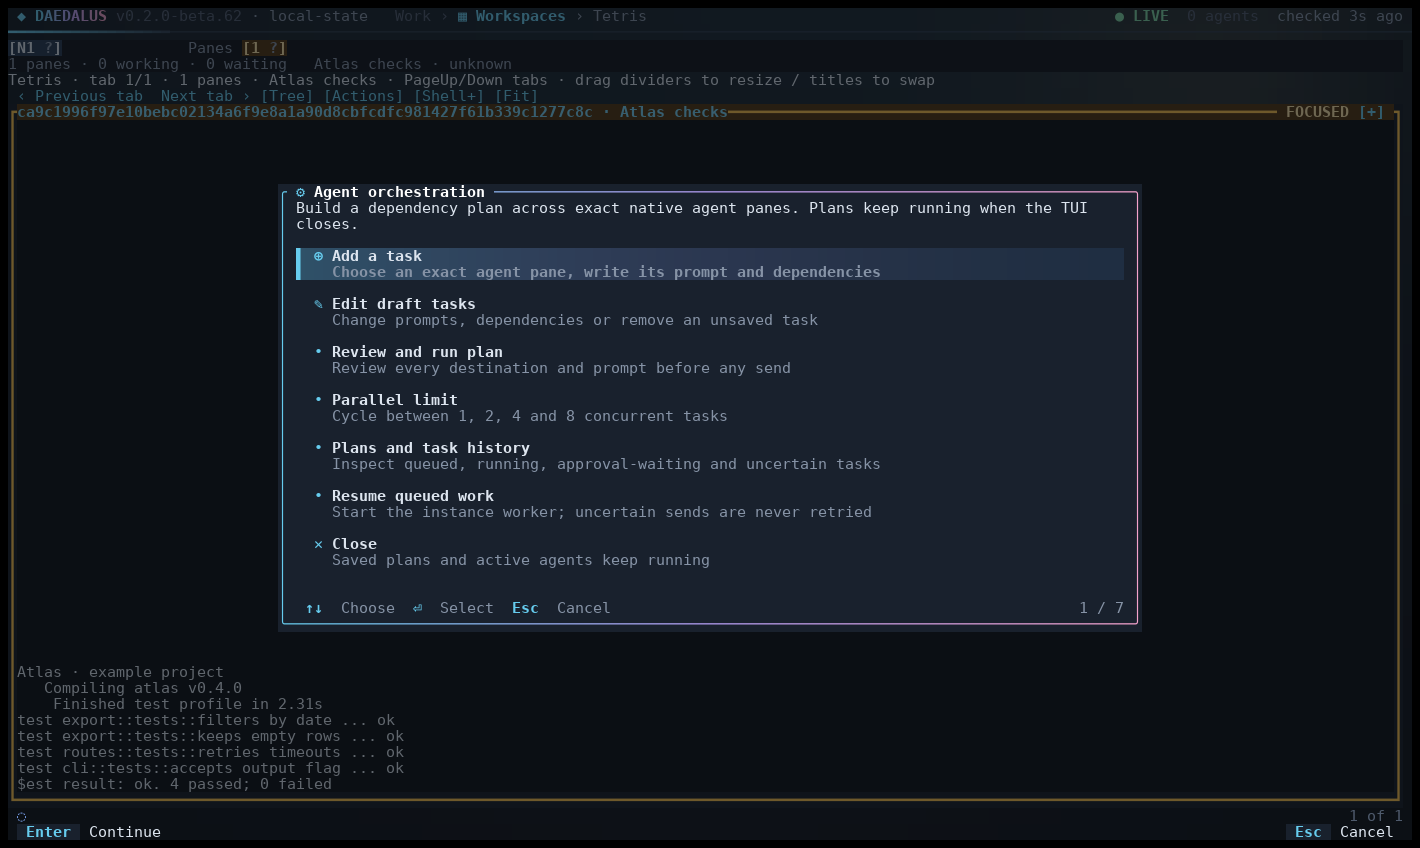 ◆ DAEDALUS v0.2.0-beta.62 · local-state   Work › ▦ Workspaces › Tetris   ● LIVE  0 agents  checked 3s ago
[N1 ?]   Panes [1 ?]
1 panes · 0 working · 0 waiting   Atlas checks · unknown
Tetris · tab 1/1 · 1 panes · Atlas checks · PageUp/Down tabs · drag dividers to resize / titles to swap
‹ Previous tab  Next tab › [Tree] [Actions] [Shell+] [Fit]
ca9c1996f97e10bebc02134a6f9e8a1a90d8cbfcdfc981427f61b339c1277c8c · Atlas checks   FOCUSED [+]
⚙ Agent orchestration
Build a dependency plan across exact native agent panes. Plans keep running when the TUI
closes.
⊕ Add a task
Choose an exact agent pane, write its prompt and dependencies
✎ Edit draft tasks
Change prompts, dependencies or remove an unsaved task
• Review and run plan
Review every destination and prompt before any send
• Parallel limit
Cycle between 1, 2, 4 and 8 concurrent tasks
• Plans and task history
Inspect queued, running, approval-waiting and uncertain tasks
• Resume queued work
Start the instance worker; uncertain sends are never retried
× Close
Saved plans and active agents keep running
↑↓  Choose  ⏎  Select  Esc  Cancel   1 / 7
Atlas · example project
Compiling atlas v0.4.0
Finished test profile in 2.31s
test export::tests::filters by date ... ok
test export::tests::keeps empty rows ... ok
test routes::tests::retries timeouts ... ok
test cli::tests::accepts output flag ... ok
$est result: ok. 4 passed; 0 failed
1 of 1
Enter  Continue   Esc  Cancel